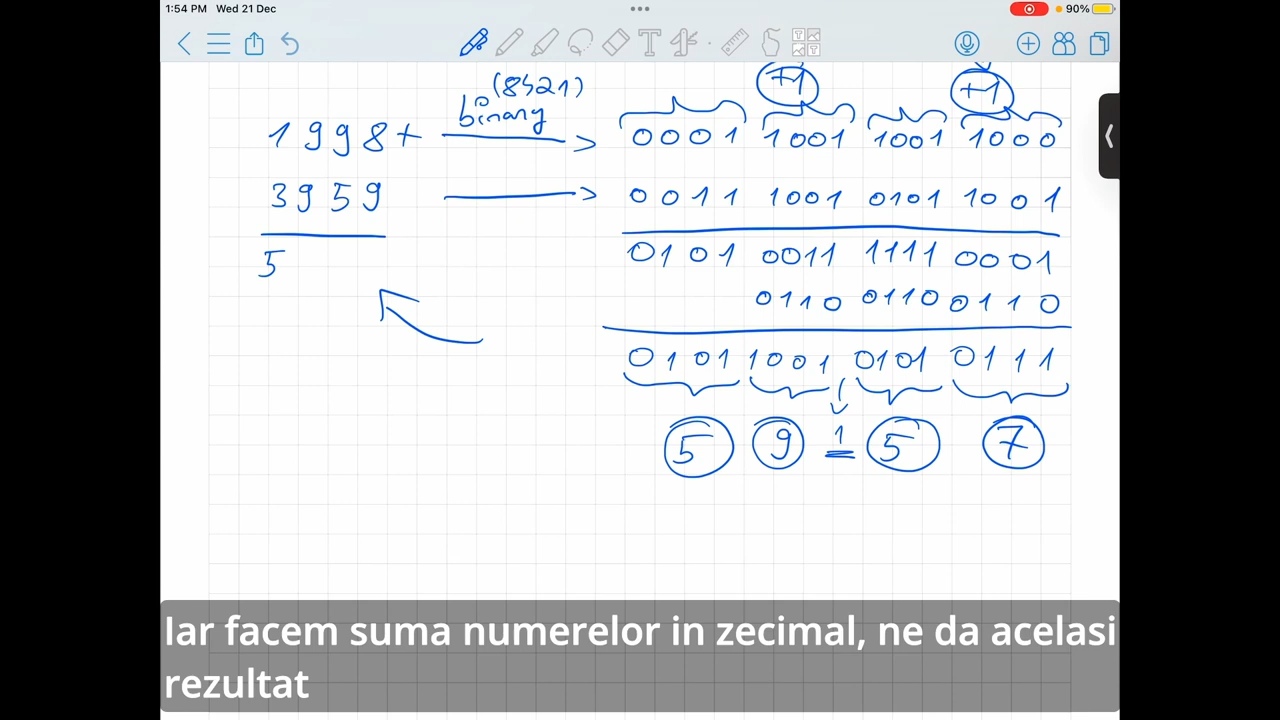 1:54 PM Wed 21 Dec
90%
T
(8421)
binary
+1
+1
1998+
0001 1001 1001 1000
3959
0011 1001 0101 1001
5
0101 0011 1111 0001
0110 0110 0110
0101 1001 0101 0111
5 9 1 5 7
Iar facem suma numerelor in zecimal, ne da acelasi
rezultat